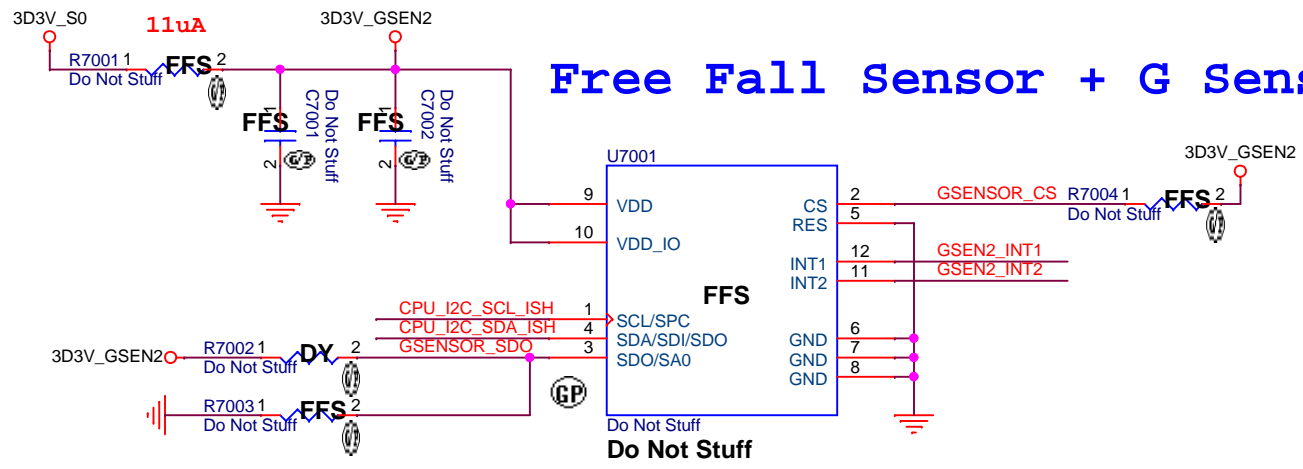 3D3V_S0
11uA
3D3V_GSEN2
R7001 1 FFS 2
Do Not Stuff
G/P
Free Fall Sensor + G Sens
1 FFS 2
C7001
Do Not Stuff
G/P
1 FFS 2
C7002
Do Not Stuff
G/P
U7001
9 VDD
10 VDD_IO
CPU_I2C_SCL_ISH 1 SCL/SPC
CPU_I2C_SDA_ISH 4 SDA/SDI/SDO
GSENSOR_SDO 3 SDO/SA0
FFS
CS 2 GSENSOR_CS
RES 5
INT1 12 GSEN2_INT1
INT2 11 GSEN2_INT2
GND 6
GND 7
GND 8
3D3V_GSEN2
R7004 1 FFS 2
Do Not Stuff
G/P
3D3V_GSEN2
R7002 1 DY 2
Do Not Stuff
G/P
R7003 1 FFS 2
Do Not Stuff
G/P
GP
Do Not Stuff
Do Not Stuff